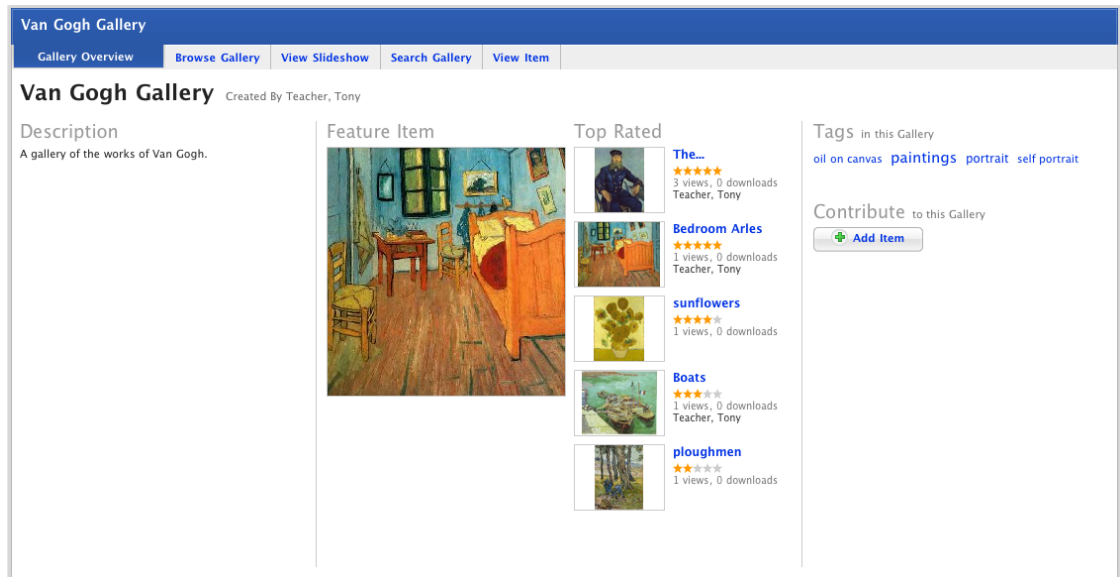 Van Gogh Gallery
Gallery Overview
Browse Gallery
View Slideshow
Search Gallery
View Item
Van Gogh Gallery Created By Teacher, Tony
Description
A gallery of the works of Van Gogh.
Feature Item
Top Rated
The...
3 views, 0 downloads
Teacher, Tony
Bedroom Arles
1 views, 0 downloads
Teacher, Tony
sunflowers
1 views, 0 downloads
Boats
1 views, 0 downloads
Teacher, Tony
ploughmen
1 views, 0 downloads
Tags in this Gallery
oil on canvas paintings portrait self portrait
Contribute to this Gallery
Add Item